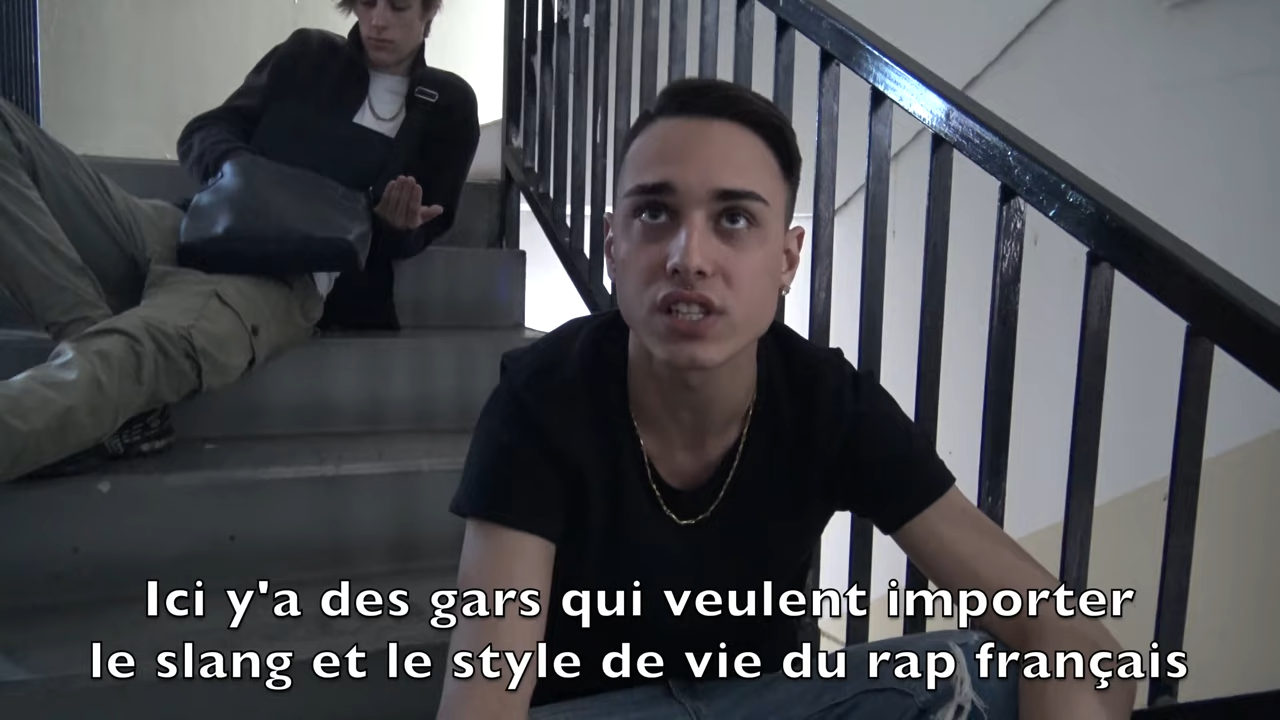 Ici y'a des gars qui veulent importer
le slang et le style de vie du rap français